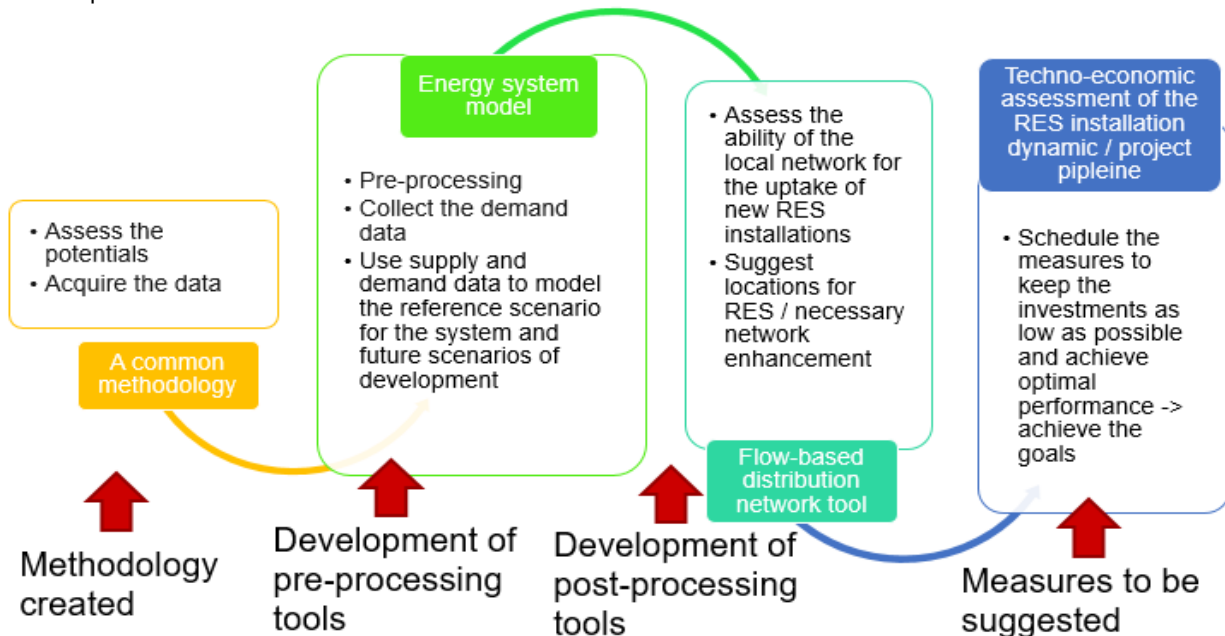 • Assess the
potentials
• Acquire the data
A common
methodology
Energy system
model
• Pre-processing
• Collect the demand
data
• Use supply and
demand data to model
the reference scenario
for the system and
future scenarios of
development
• Assess the
ability of the
local network for
the uptake of
new RES
installations
• Suggest
locations for
RES / necessary
network
enhancement
Flow-based
distribution
network tool
Techno-economic
assessment of the
RES installation
dynamic / project
pipleine
• Schedule the
measures to
keep the
investments as
low as possible
and achieve
optimal
performance ->
achieve the
goals
Methodology
created
Development of
pre-processing
tools
Development of
post-processing
tools
Measures to be
suggested